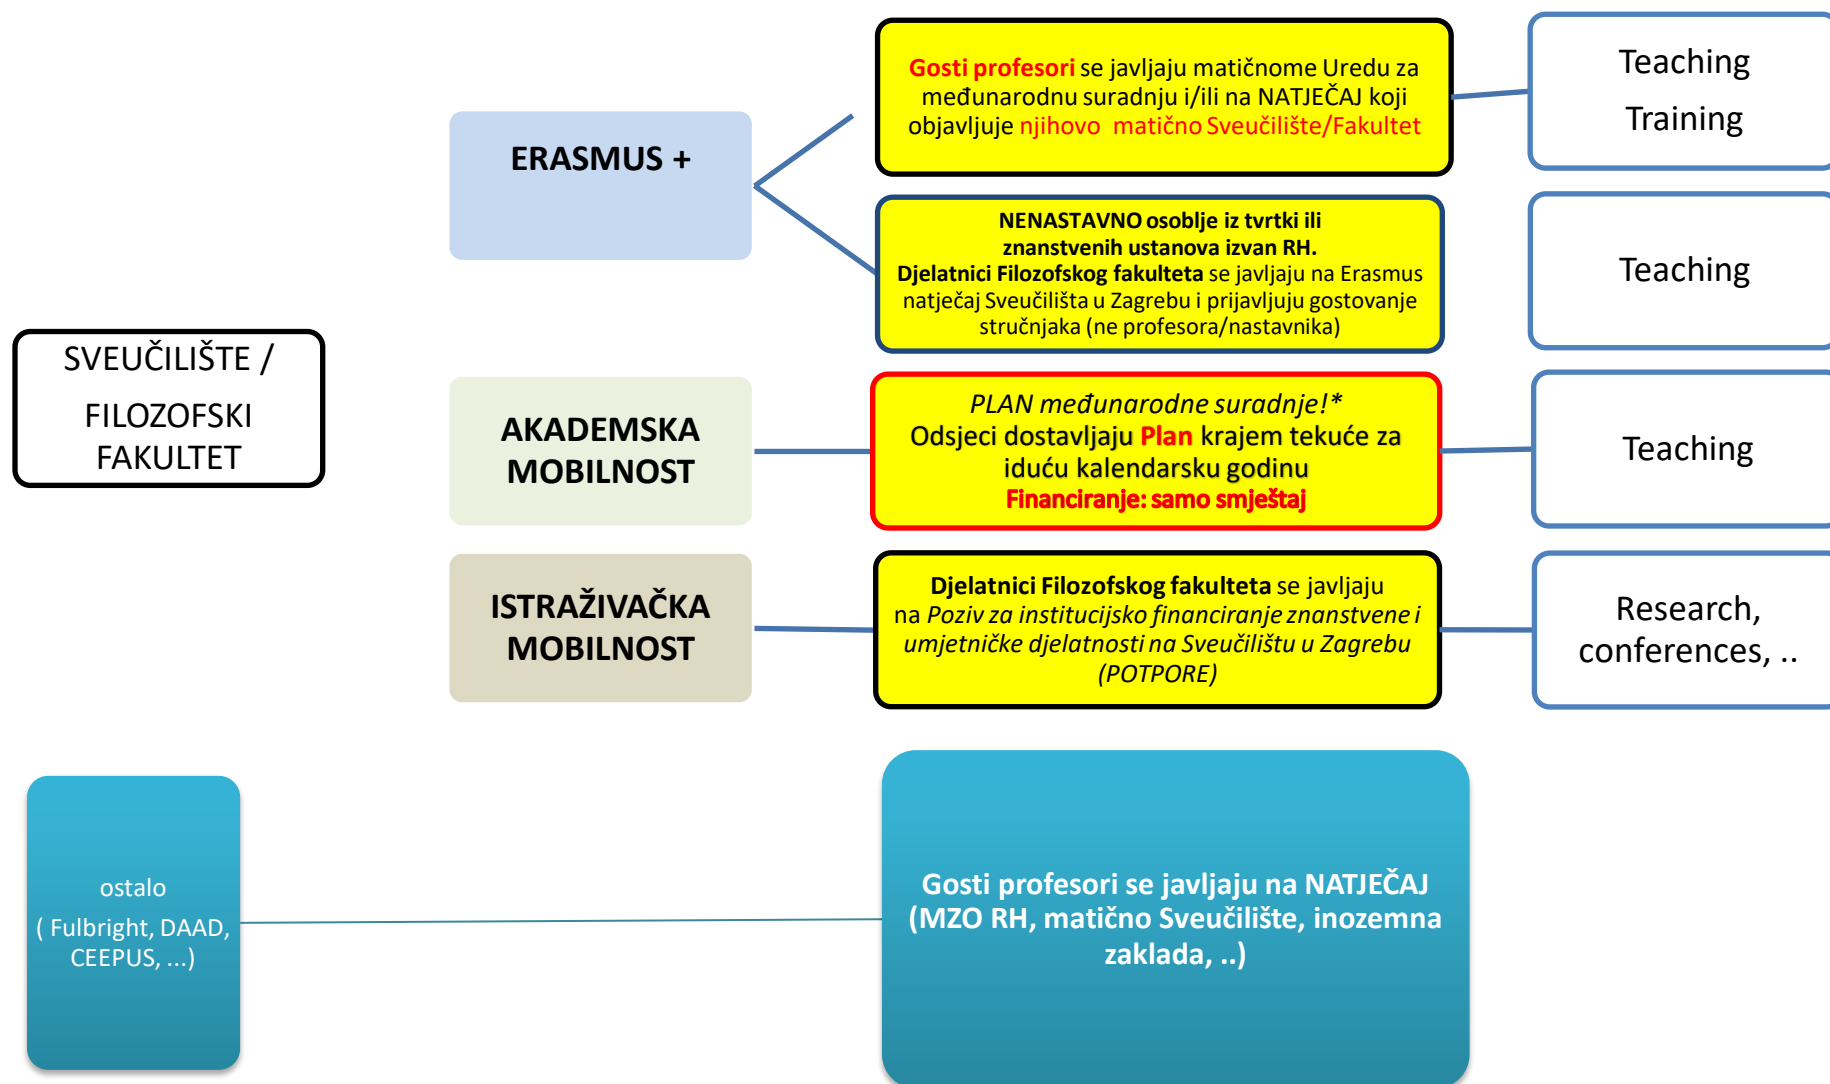 SVEUČILIŠTE /
FILOZOFSKI
FAKULTET
ERASMUS +
Gosti profesori se javljaju matičnome Uredu za
međunarodnu suradnju i/ili na NATJEČAJ koji
objavljuje njihovo matično Sveučilište/Fakultet
Teaching
Training
NENASTAVNO osoblje iz tvrtki ili
znanstvenih ustanova izvan RH.
Djelatnici Filozofskog fakulteta se javljaju na Erasmus
natječaj Sveučilišta u Zagrebu i prijavljuju gostovanje
stručnjaka (ne profesora/nastavnika)
Teaching
AKADEMSKA
MOBILNOST
PLAN međunarodne suradnje!*
Odsjeci dostavljaju Plan krajem tekuće za
iduću kalendarsku godinu
Financiranje: samo smještaj
Teaching
ISTRAŽIVAČKA
MOBILNOST
Djelatnici Filozofskog fakulteta se javljaju
na Poziv za institucijsko financiranje znanstvene i
umjetničke djelatnosti na Sveučilištu u Zagrebu
(POTPORE)
Research,
conferences, ..
ostalo
( Fulbright, DAAD,
CEEPUS, ...)
Gosti profesori se javljaju na NATJEČAJ
(MZO RH, matično Sveučilište, inozemna
zaklada, ..)